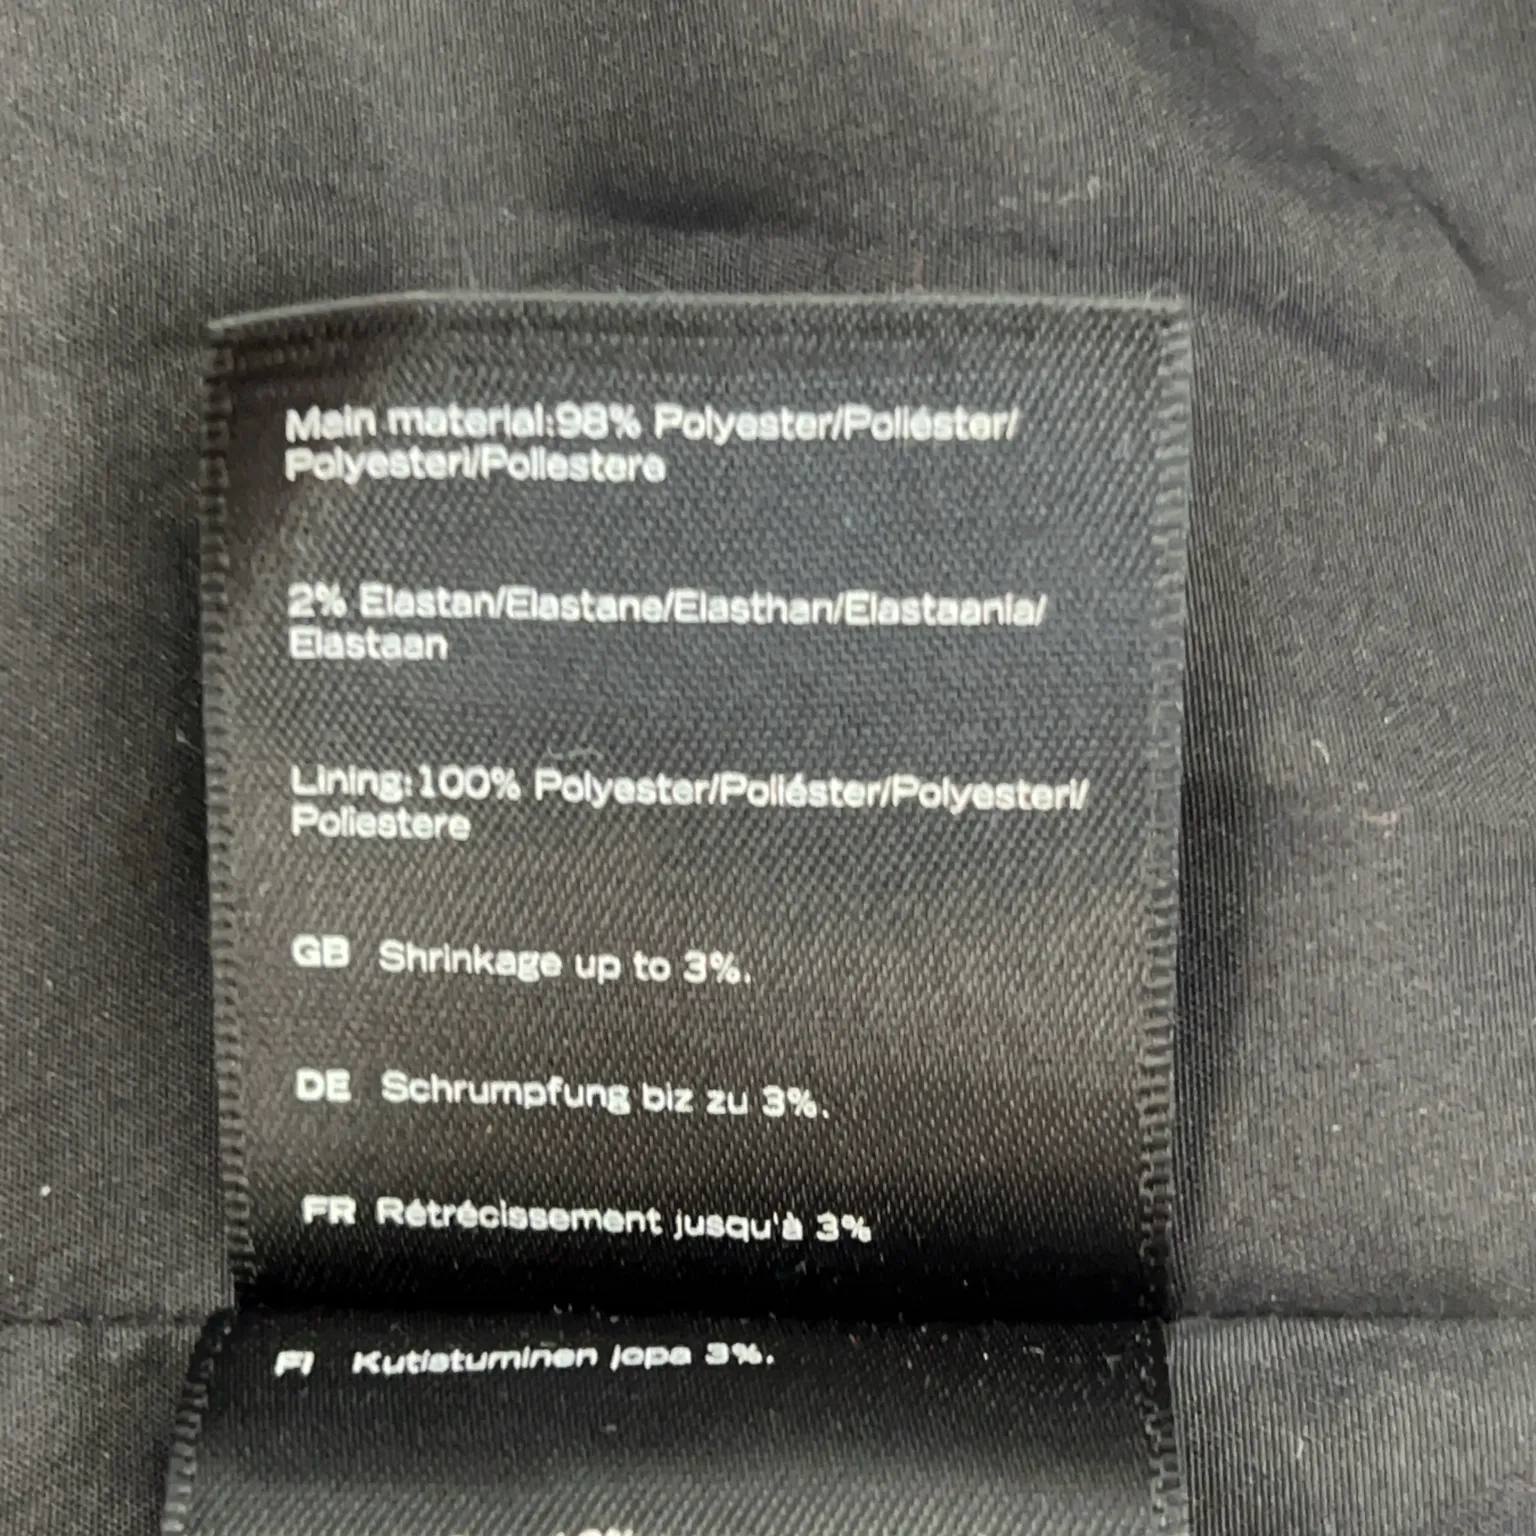 Main material:98% Polyester/Poliéster/
Polyesteri/Poliestere
2% Elastan/Elastane/Elasthan/Elastaania/
Elastaan
Lining:100% Polyester/Poliéster/Polyesteri/
Poliestere
GB Shrinkage up to 3%.
DE Schrumpfung biz zu 3%.
FR Rétrécissement jusqu'à 3%
FI Kutistuminen jopa 3%.